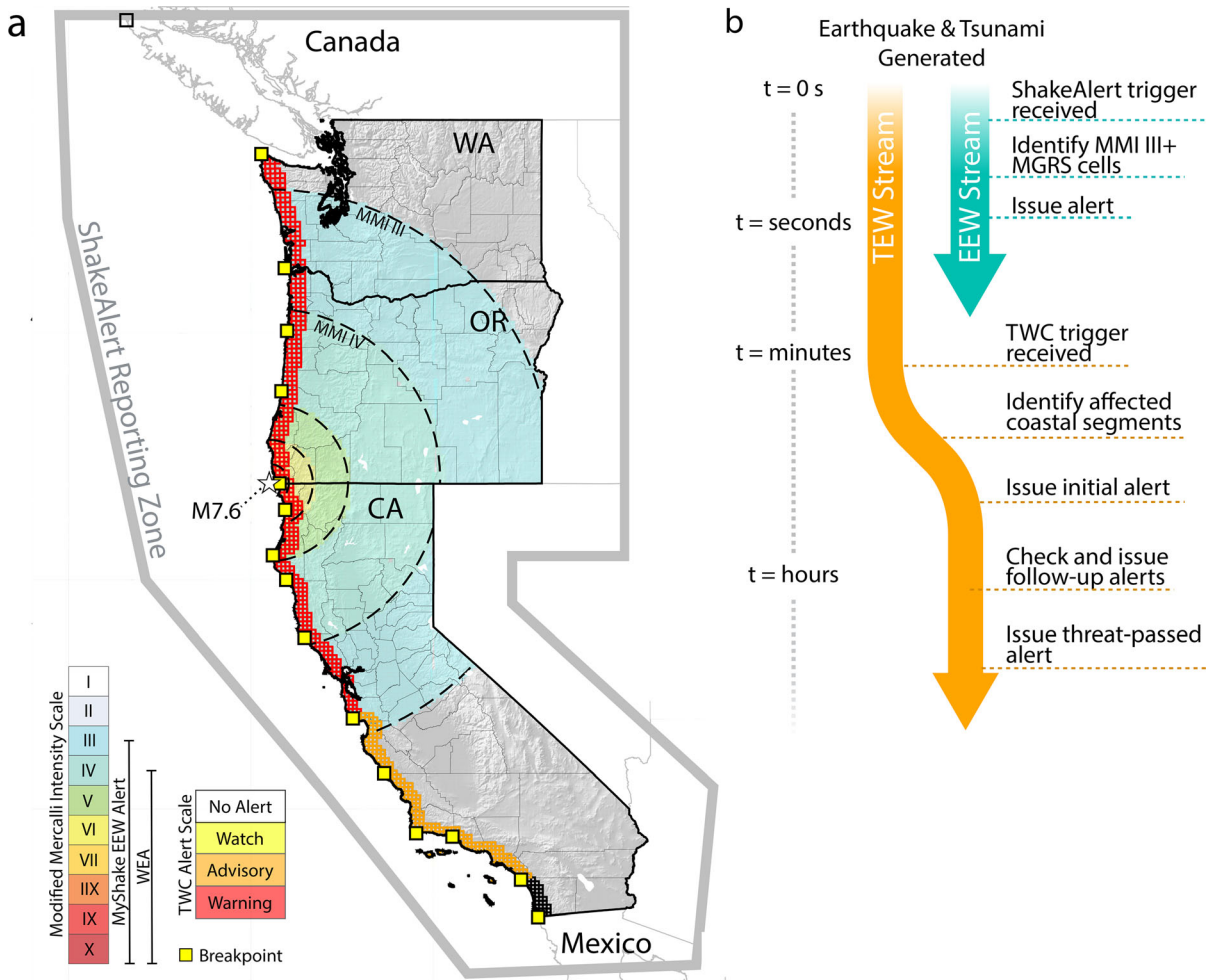 a
Canada
WA
MMI III
OR
MMI IV
CA
M7.6
ShakeAlert Reporting Zone
Mexico
Modified Mercalli Intensity Scale
I
II
III
IV
V
VI
VII
IIX
IX
X
MyShake EEW Alert
WEA
TWC Alert Scale
No Alert
Watch
Advisory
Warning
Breakpoint
b
Earthquake & Tsunami
Generated
t = 0 s
t = seconds
t = minutes
t = hours
TEW Stream
EEW Stream
ShakeAlert trigger
received
Identify MMI III+
MGRS cells
Issue alert
TWC trigger
received
Identify affected
coastal segments
Issue initial alert
Check and issue
follow-up alerts
Issue threat-passed
alert